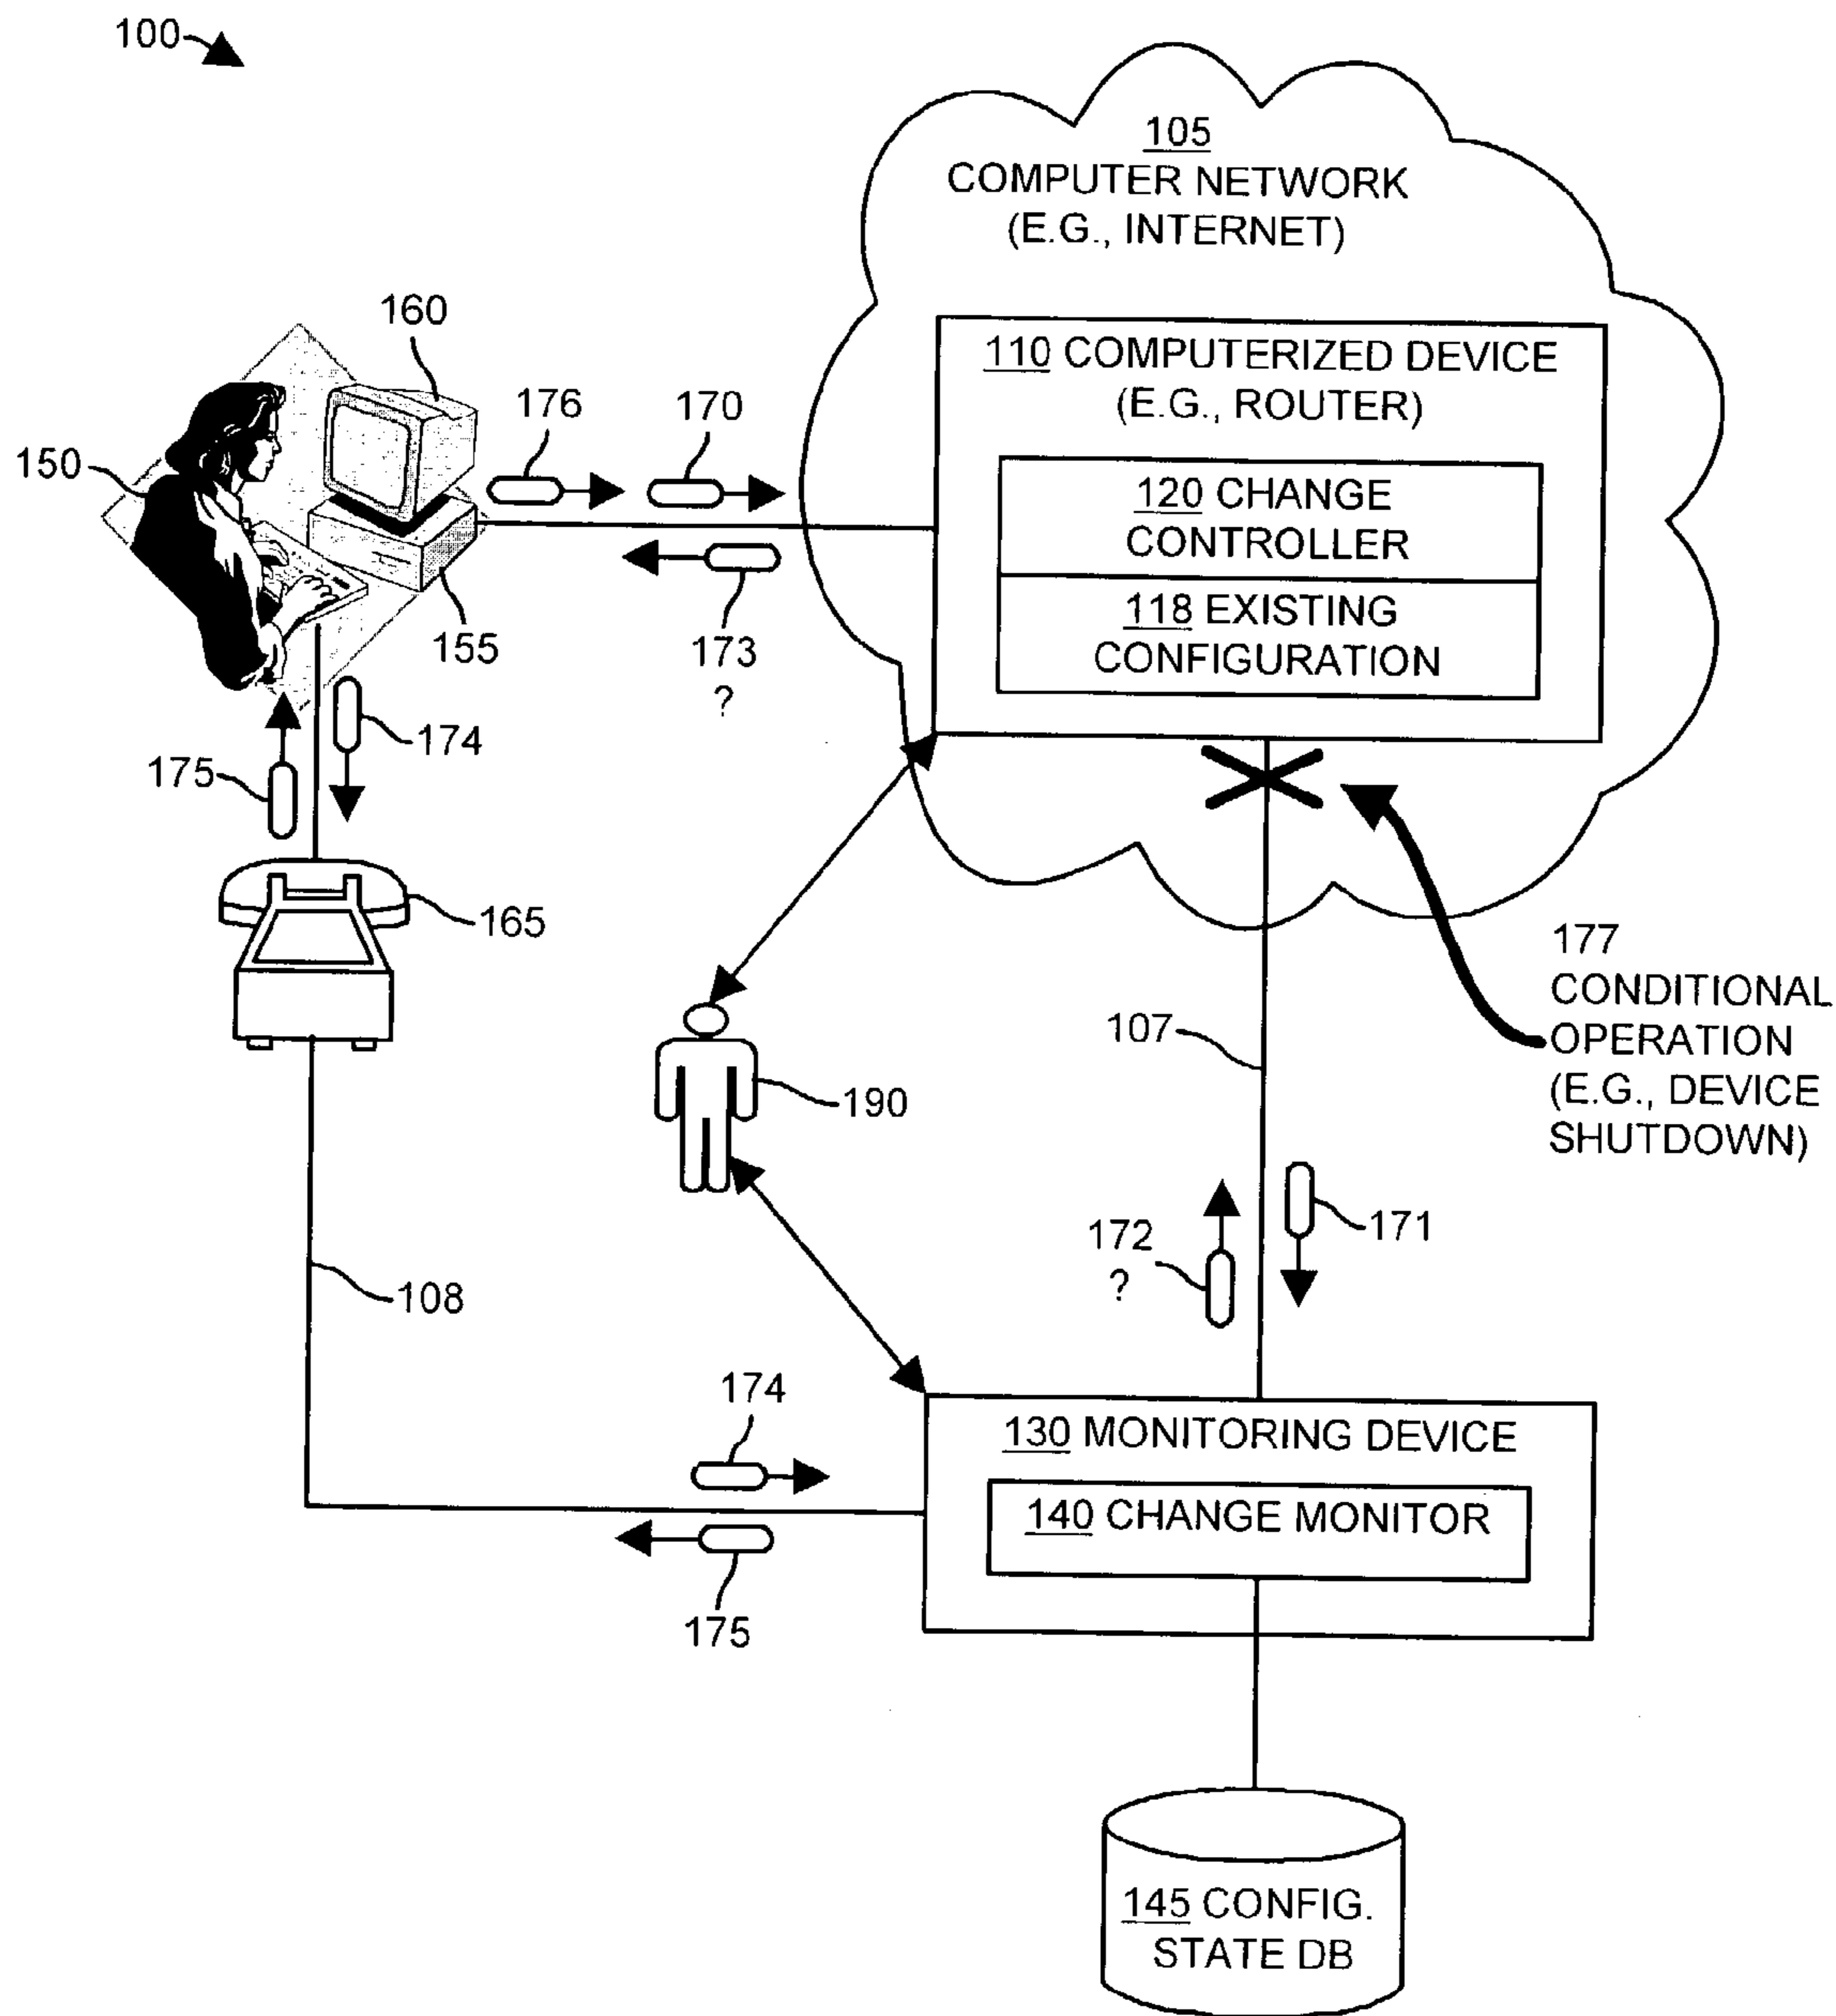 100
105
COMPUTER NETWORK
(E.G., INTERNET)
160
110 COMPUTERIZED DEVICE
(E.G., ROUTER)
176
170
150
120 CHANGE
CONTROLLER
118 EXISTING
CONFIGURATION
155
173
?
174
175
165
177
CONDITIONAL
OPERATION
(E.G., DEVICE
SHUTDOWN)
107
190
172
?
171
108
174
130 MONITORING DEVICE
140 CHANGE MONITOR
175
145 CONFIG.
STATE DB